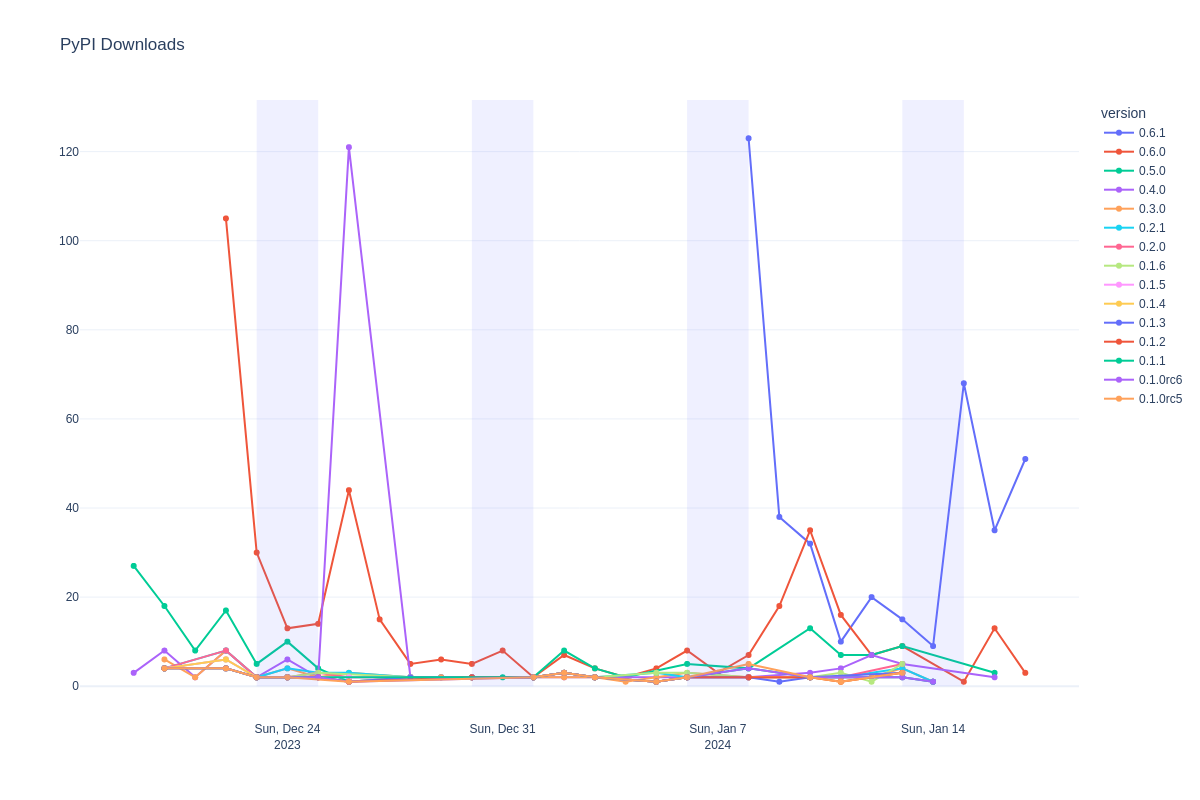 PyPI Downloads
version
0.6.1
0.6.0
0.5.0
0.4.0
0.3.0
0.2.1
0.2.0
0.1.6
0.1.5
0.1.4
0.1.3
0.1.2
0.1.1
0.1.0rc6
0.1.0rc5
120
100
80
60
40
20
0
Sun, Dec 24
2023
Sun, Dec 31
Sun, Jan 7
2024
Sun, Jan 14